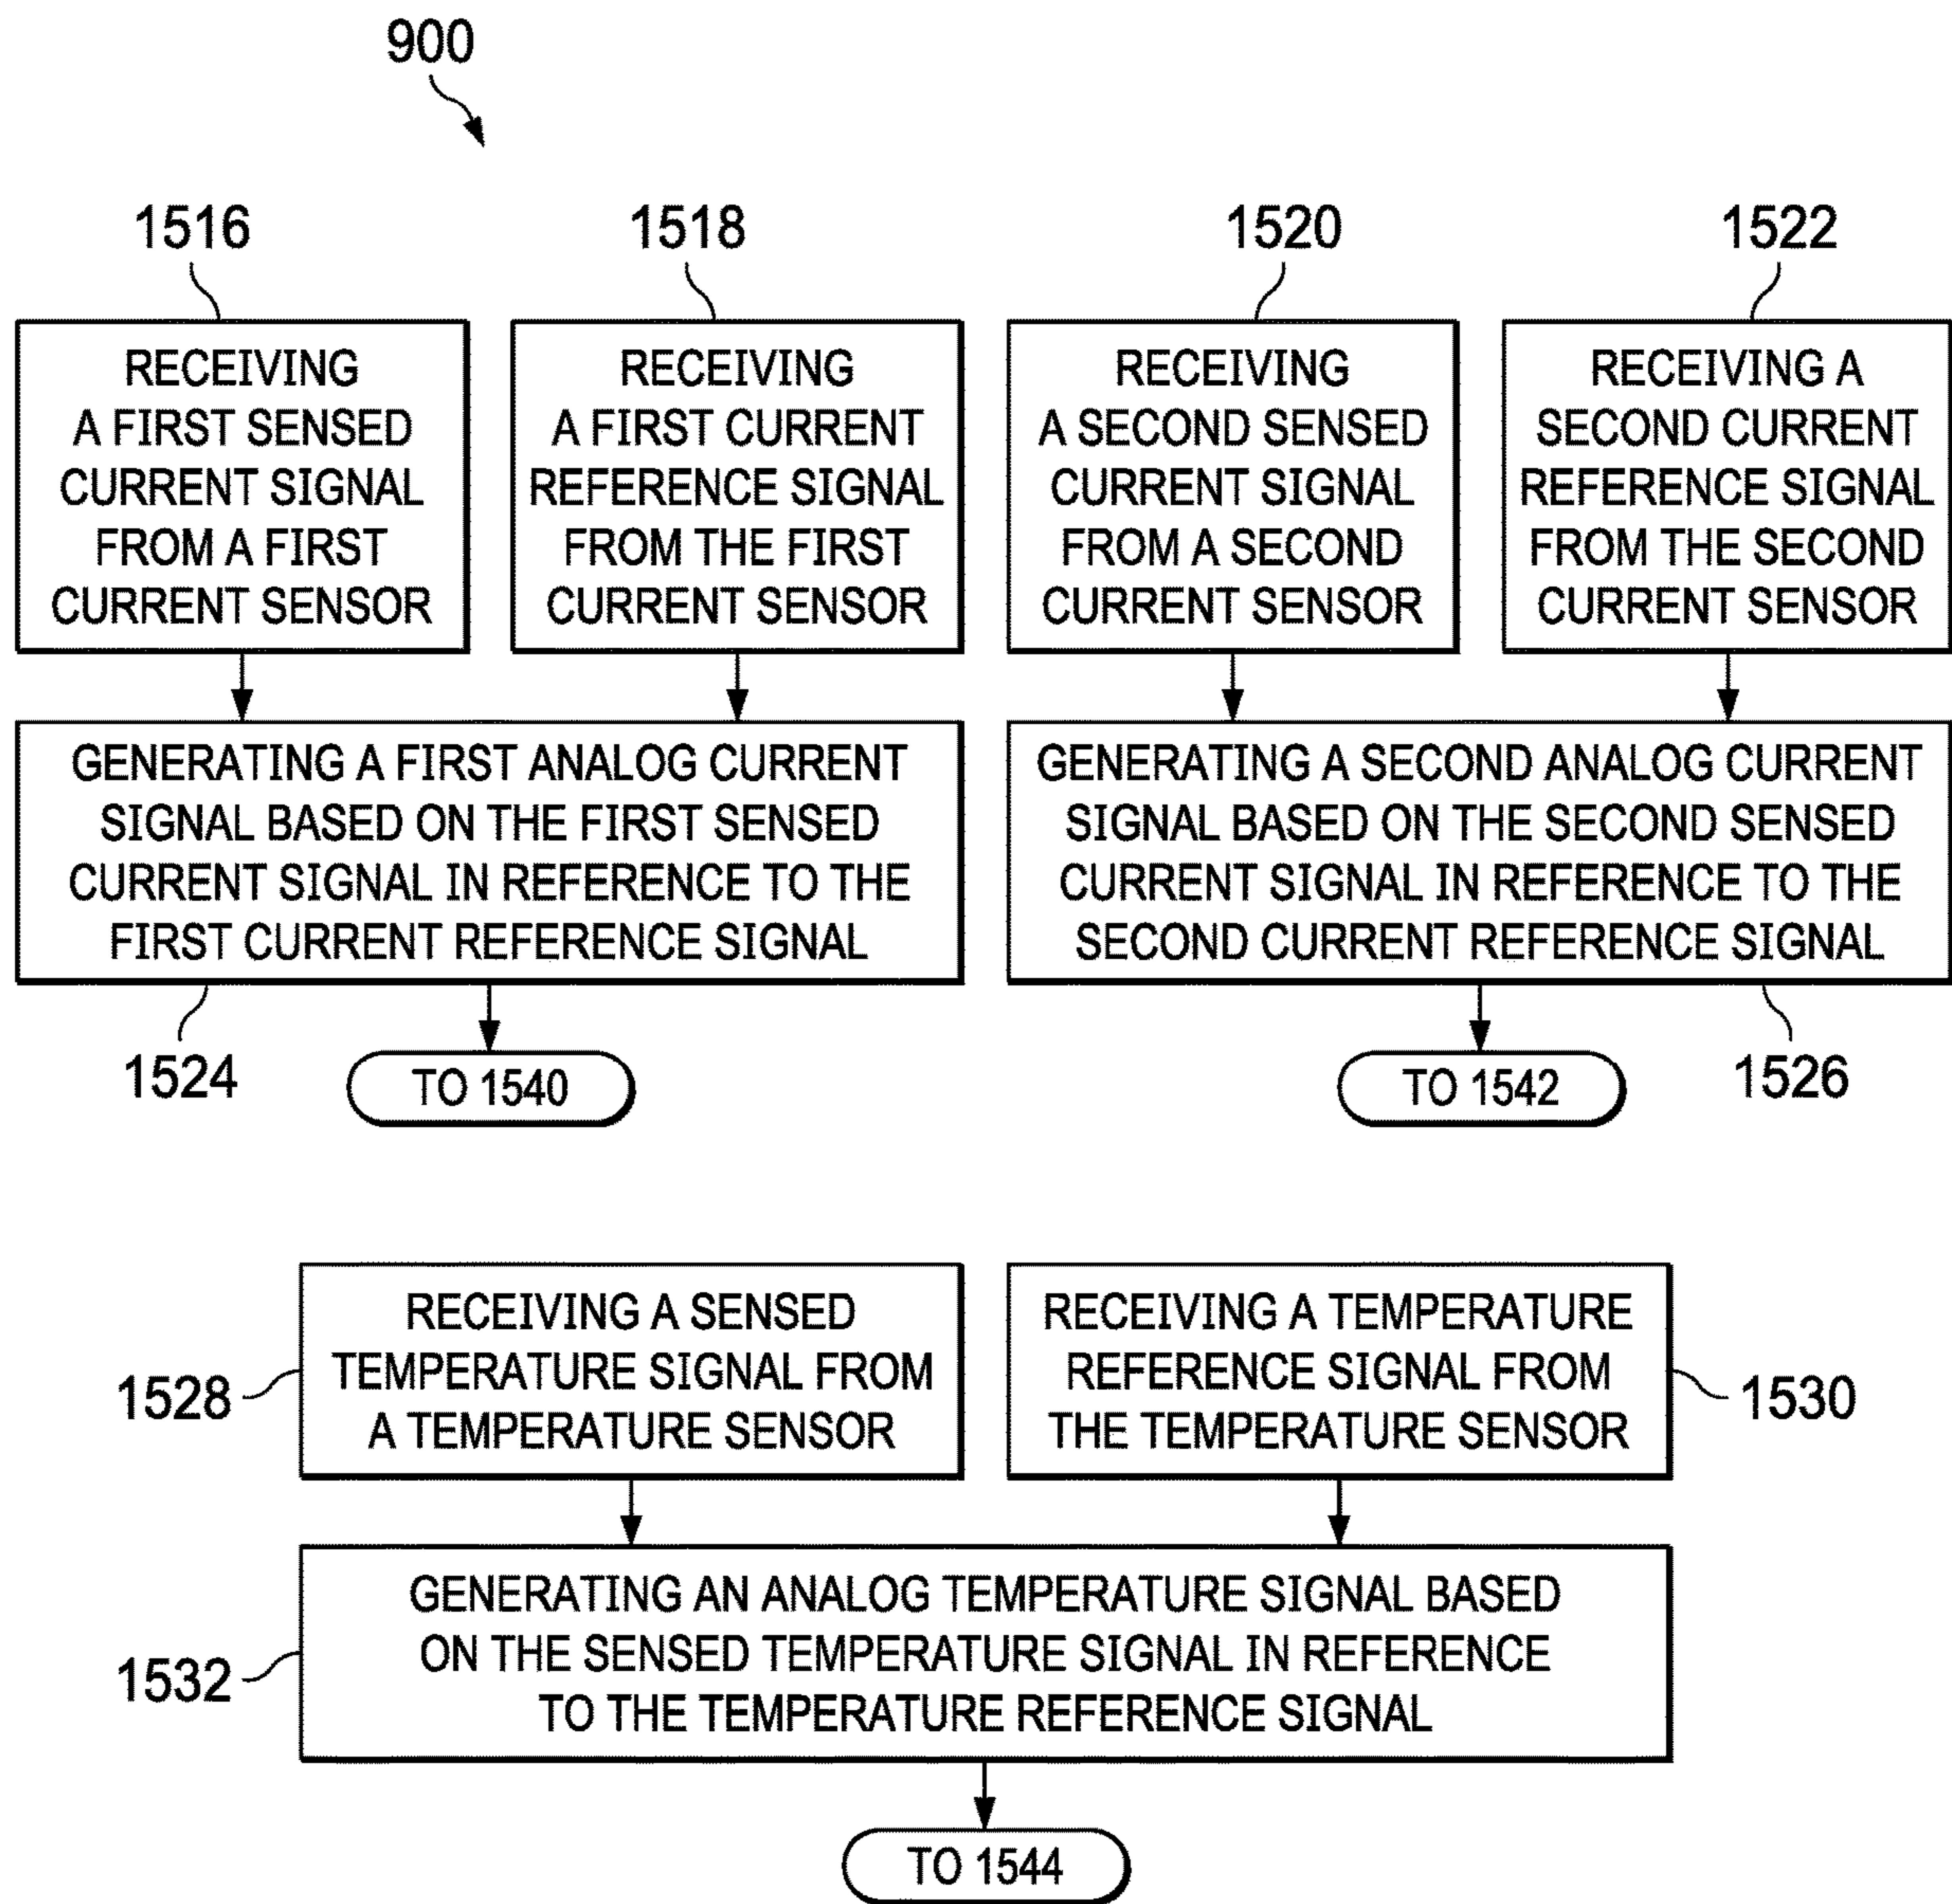 900
1516
1518
1520
1522
RECEIVING
A FIRST SENSED
CURRENT SIGNAL
FROM A FIRST
CURRENT SENSOR
RECEIVING
A FIRST CURRENT
REFERENCE SIGNAL
FROM THE FIRST
CURRENT SENSOR
RECEIVING
A SECOND SENSED
CURRENT SIGNAL
FROM A SECOND
CURRENT SENSOR
RECEIVING A
SECOND CURRENT
REFERENCE SIGNAL
FROM THE SECOND
CURRENT SENSOR
GENERATING A FIRST ANALOG CURRENT
SIGNAL BASED ON THE FIRST SENSED
CURRENT SIGNAL IN REFERENCE TO THE
FIRST CURRENT REFERENCE SIGNAL
GENERATING A SECOND ANALOG CURRENT
SIGNAL BASED ON THE SECOND SENSED
CURRENT SIGNAL IN REFERENCE TO THE
SECOND CURRENT REFERENCE SIGNAL
1524
TO 1540
TO 1542
1526
RECEIVING A SENSED
TEMPERATURE SIGNAL FROM
A TEMPERATURE SENSOR
RECEIVING A TEMPERATURE
REFERENCE SIGNAL FROM
THE TEMPERATURE SENSOR
1528
1530
GENERATING AN ANALOG TEMPERATURE SIGNAL BASED
ON THE SENSED TEMPERATURE SIGNAL IN REFERENCE
TO THE TEMPERATURE REFERENCE SIGNAL
1532
TO 1544